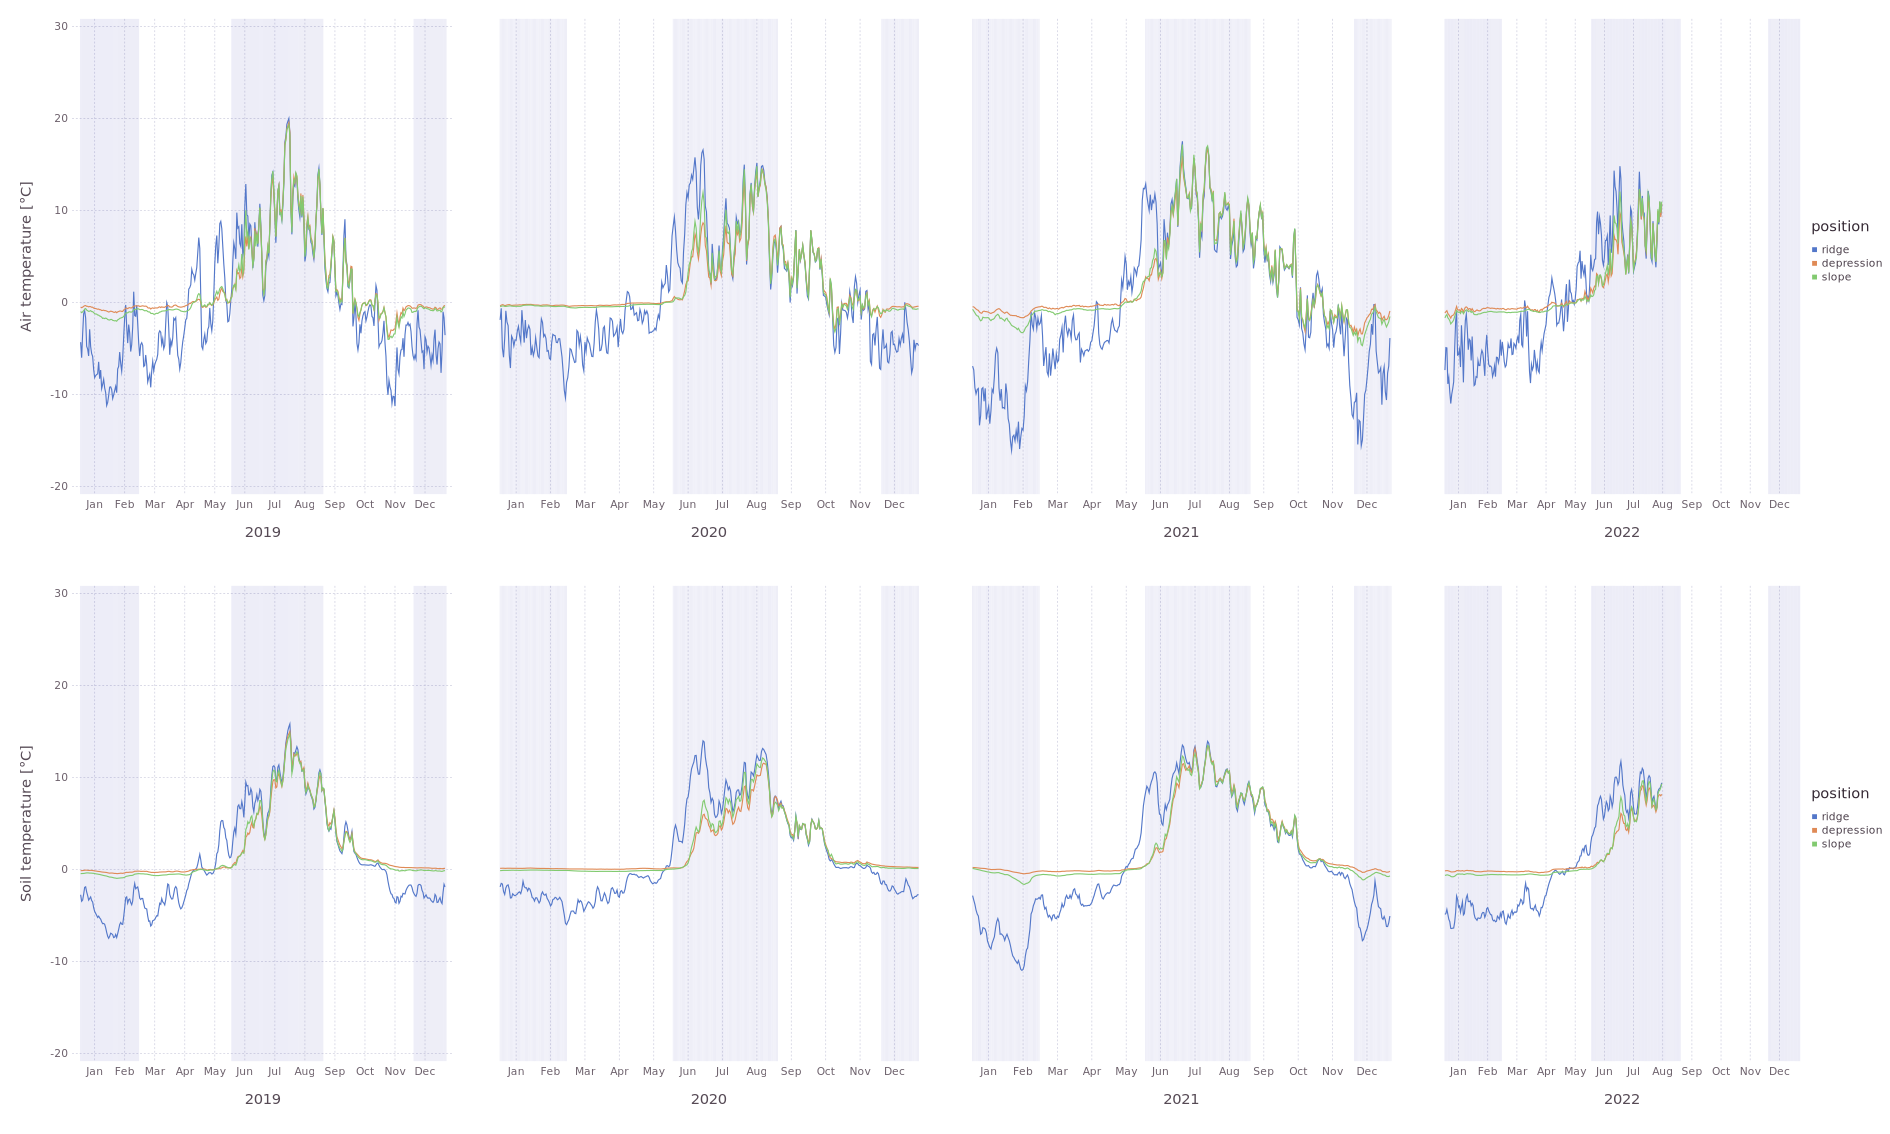 30
20
10
0
-10
-20
Air temperature [°C]
Jan Feb Mar Apr May Jun Jul Aug Sep Oct Nov Dec
Jan Feb Mar Apr May Jun Jul Aug Sep Oct Nov Dec
Jan Feb Mar Apr May Jun Jul Aug Sep Oct Nov Dec
Jan Feb Mar Apr May Jun Jul Aug Sep Oct Nov Dec
2019
2020
2021
2022
position
ridge
depression
slope
30
20
10
0
-10
-20
Soil temperature [°C]
Jan Feb Mar Apr May Jun Jul Aug Sep Oct Nov Dec
Jan Feb Mar Apr May Jun Jul Aug Sep Oct Nov Dec
Jan Feb Mar Apr May Jun Jul Aug Sep Oct Nov Dec
Jan Feb Mar Apr May Jun Jul Aug Sep Oct Nov Dec
2019
2020
2021
2022
position
ridge
depression
slope